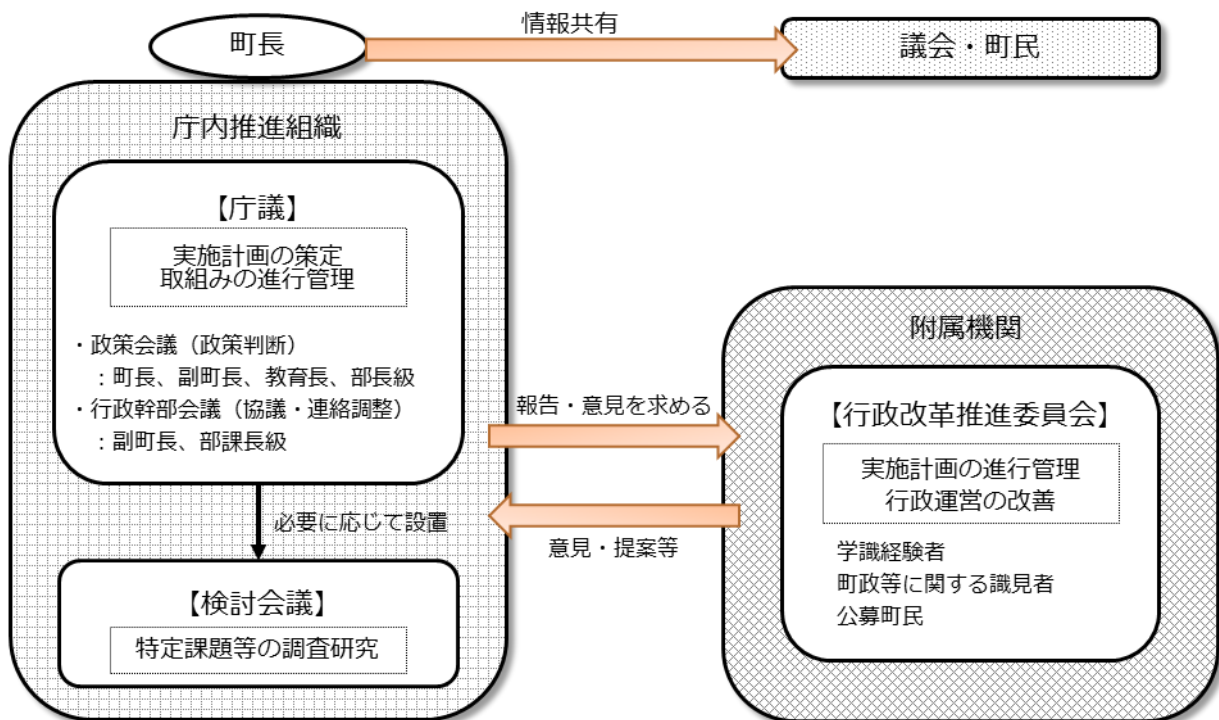 町長
情報共有
議会・町民
庁内推進組織
【庁議】
実施計画の策定
取組みの進行管理
・政策会議（政策判断）
：町長、副町長、教育長、部長級
・行政幹部会議（協議・連絡調整）
：副町長、部課長級
必要に応じて設置
【検討会議】
特定課題等の調査研究
報告・意見を求める
意見・提案等
附属機関
【行政改革推進委員会】
実施計画の進行管理
行政運営の改善
学識経験者
町政等に関する識見者
公募町民